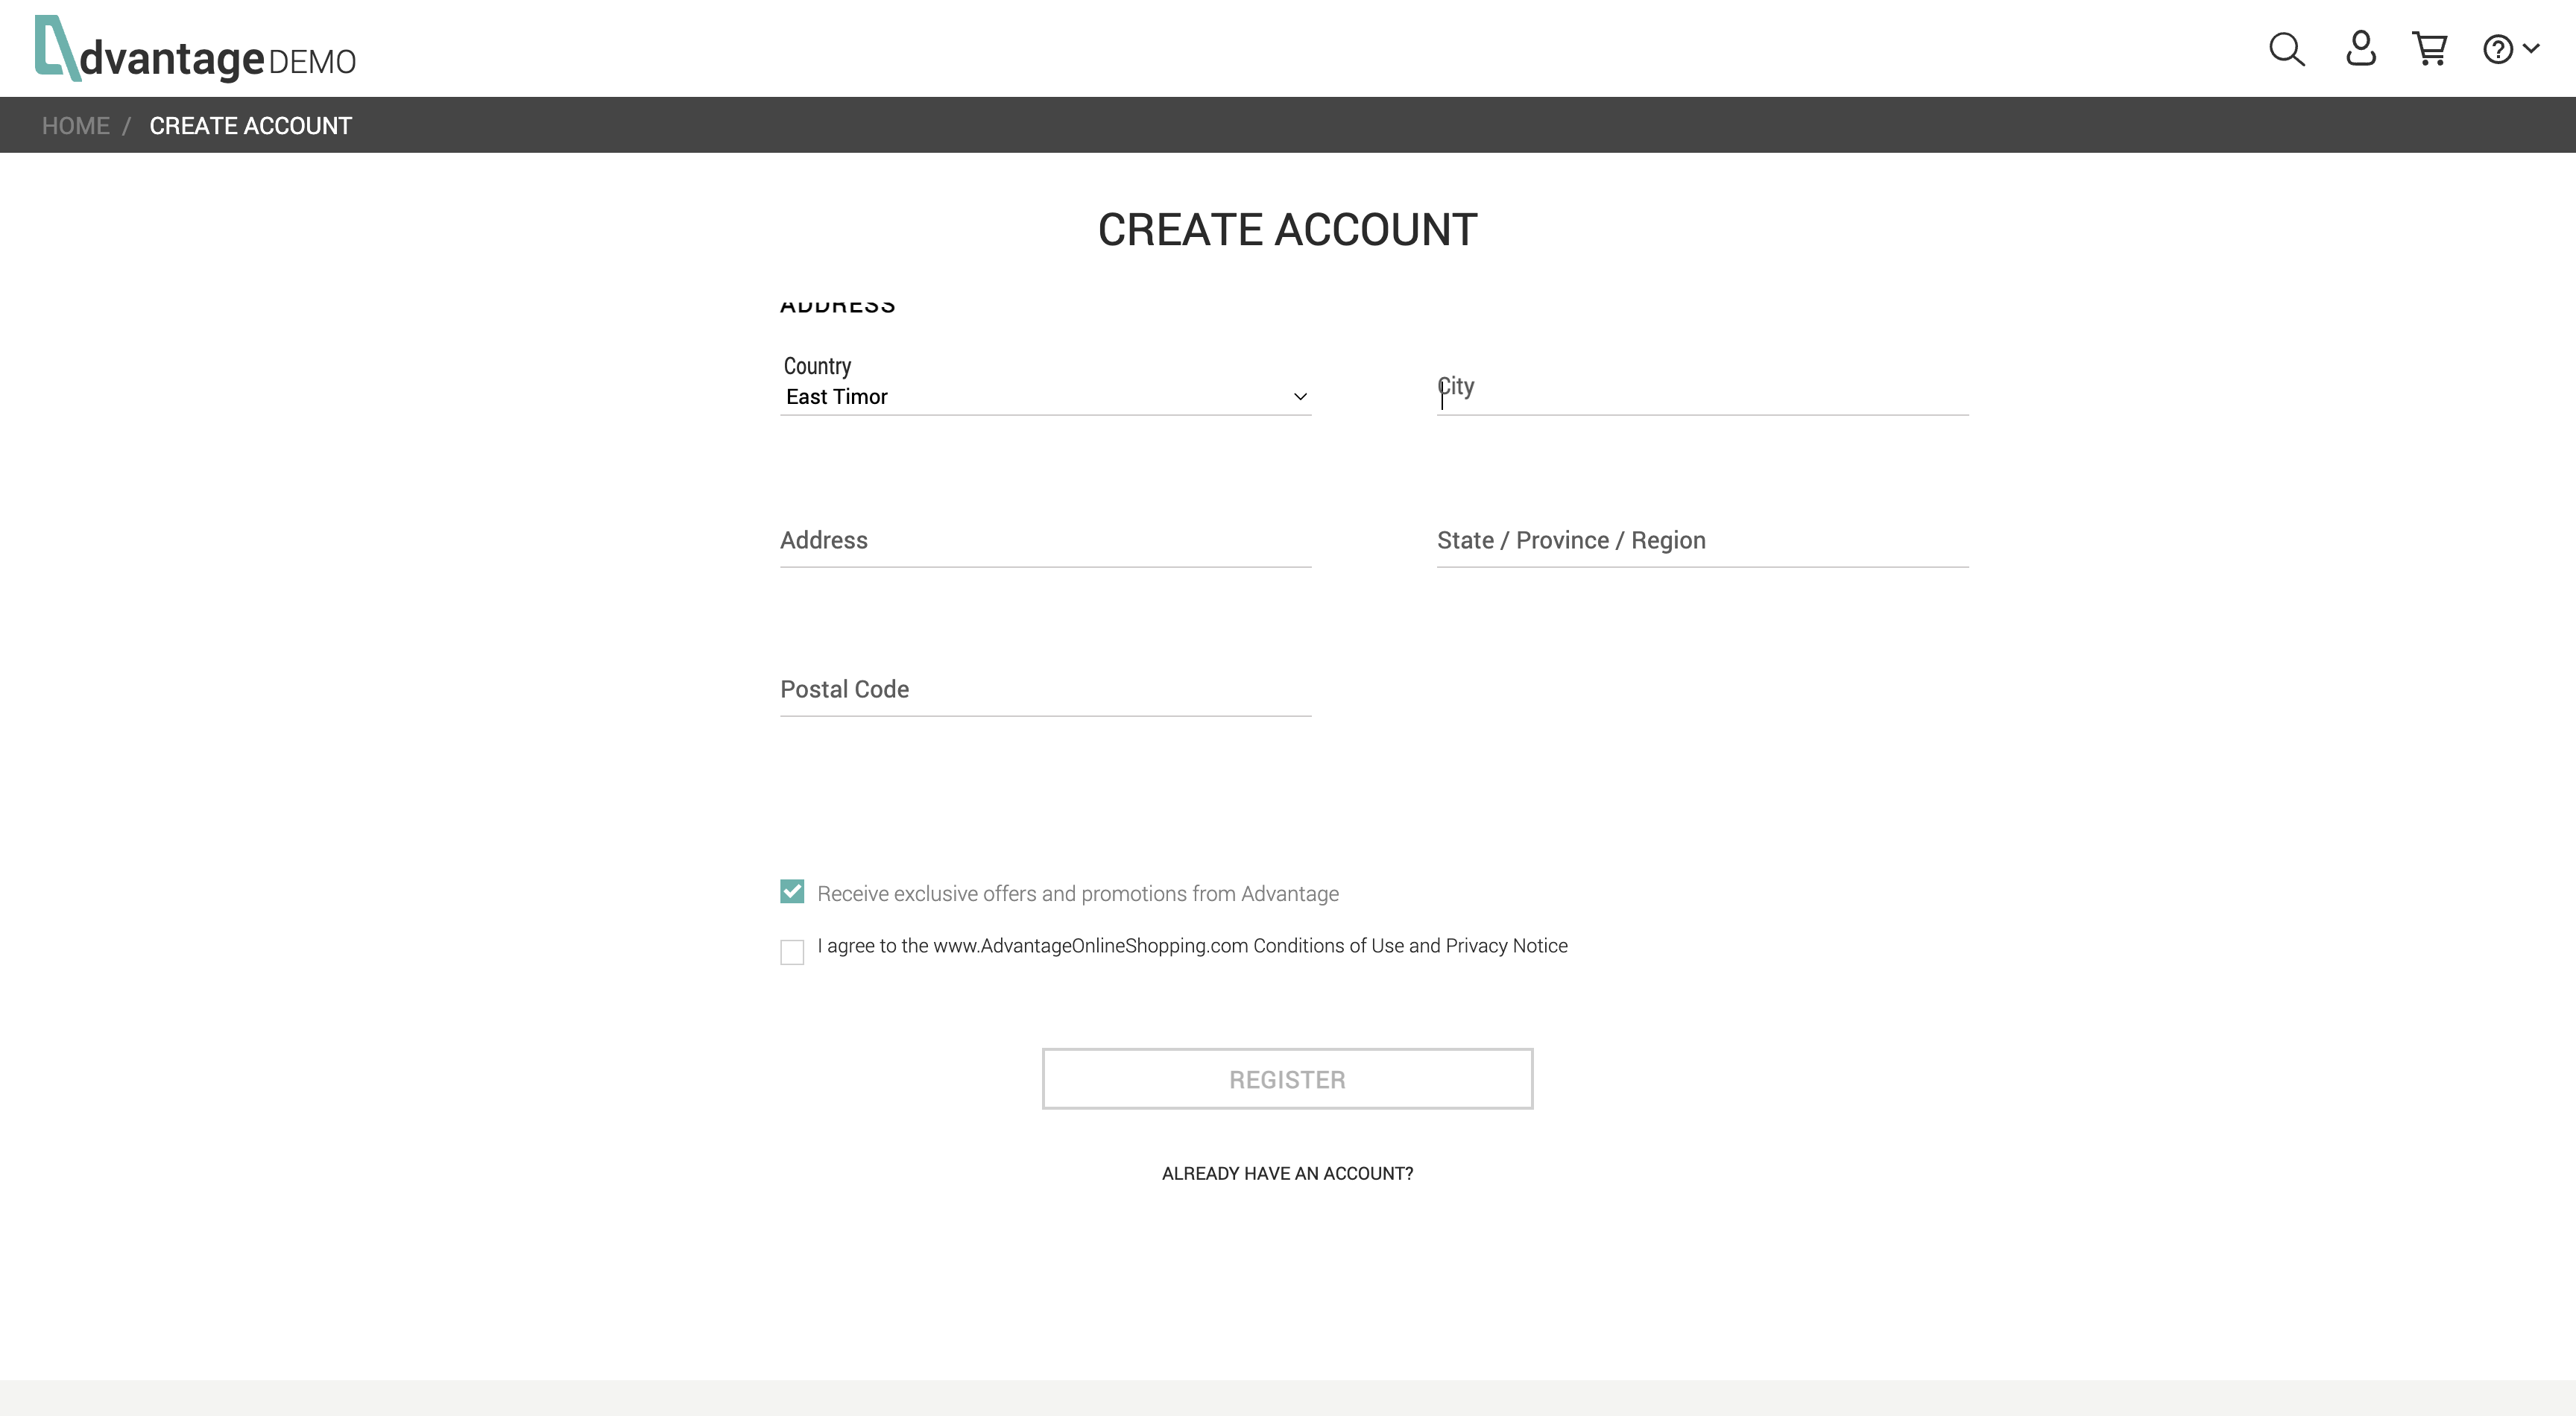 dvantage DEMO
HOME / CREATE ACCOUNT
CREATE ACCOUNT
ADDRESS
Country
East Timor
City
Address
State / Province / Region
Postal Code
Receive exclusive offers and promotions from Advantage
I agree to the www.AdvantageOnlineShopping.com Conditions of Use and Privacy Notice
REGISTER
ALREADY HAVE AN ACCOUNT?